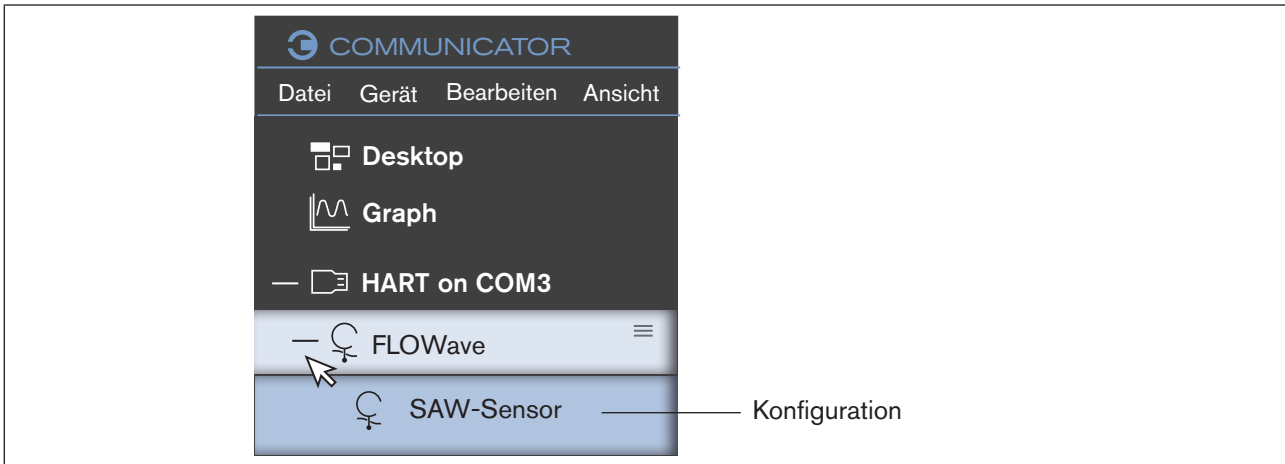 COMMUNICATOR
Datei Gerät Bearbeiten Ansicht
Desktop
Graph
HART on COM3
FLOWave
SAW-Sensor Konfiguration